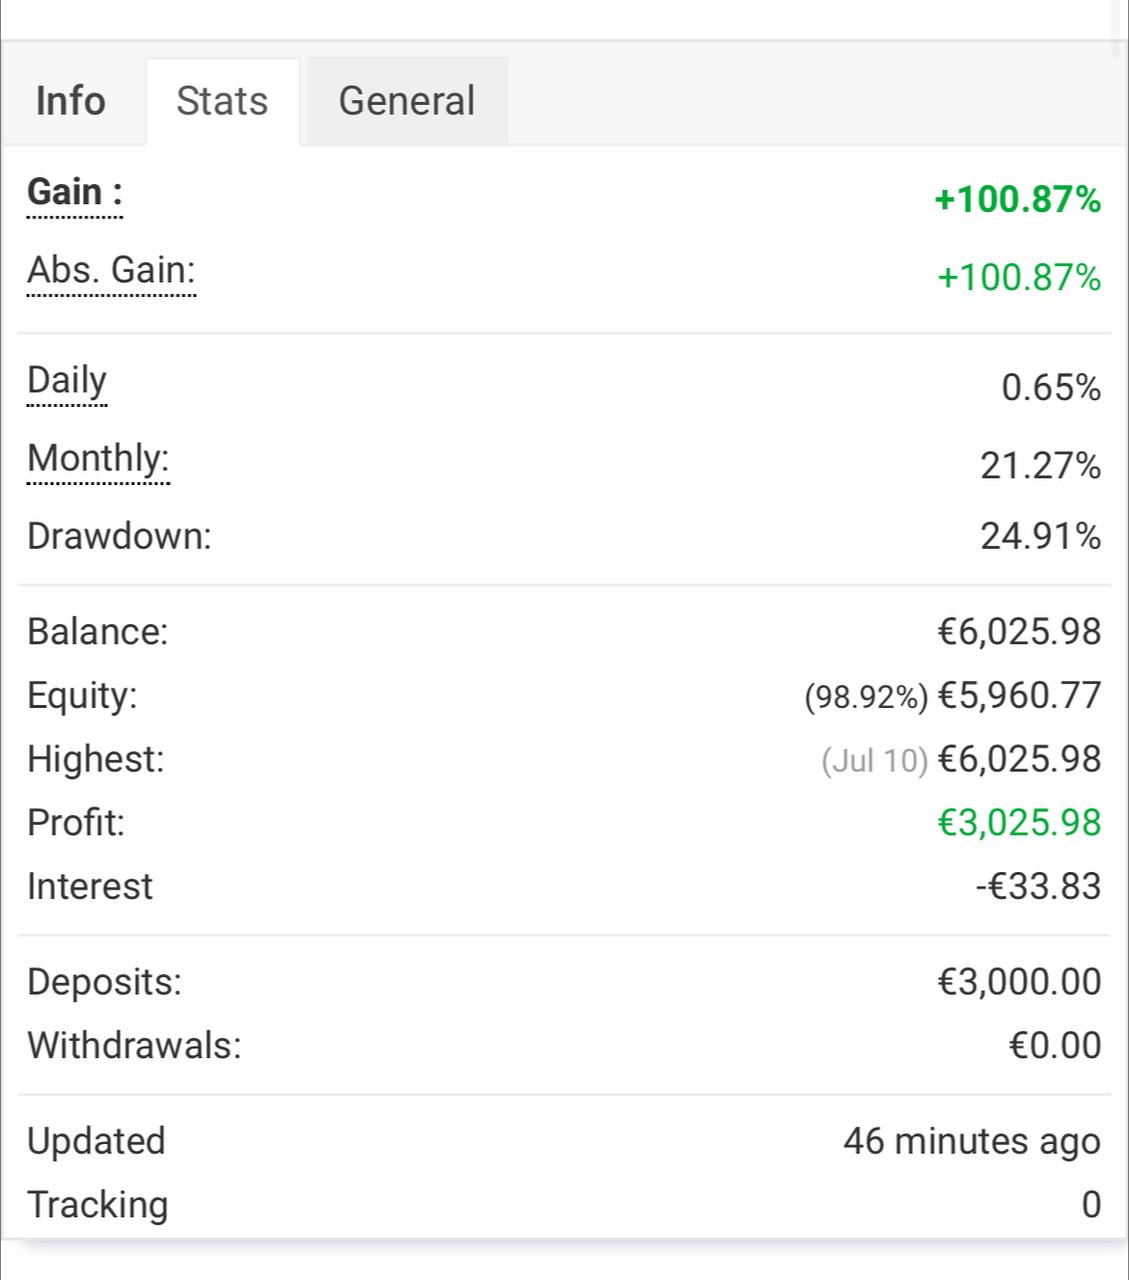 Info Stats General
Gain : +100.87%
Abs. Gain: +100.87%
Daily 0.65%
Monthly: 21.27%
Drawdown: 24.91%
Balance: €6,025.98
Equity: (98.92%) €5,960.77
Highest: (Jul 10) €6,025.98
Profit: €3,025.98
Interest -€33.83
Deposits: €3,000.00
Withdrawals: €0.00
Updated 46 minutes ago
Tracking 0